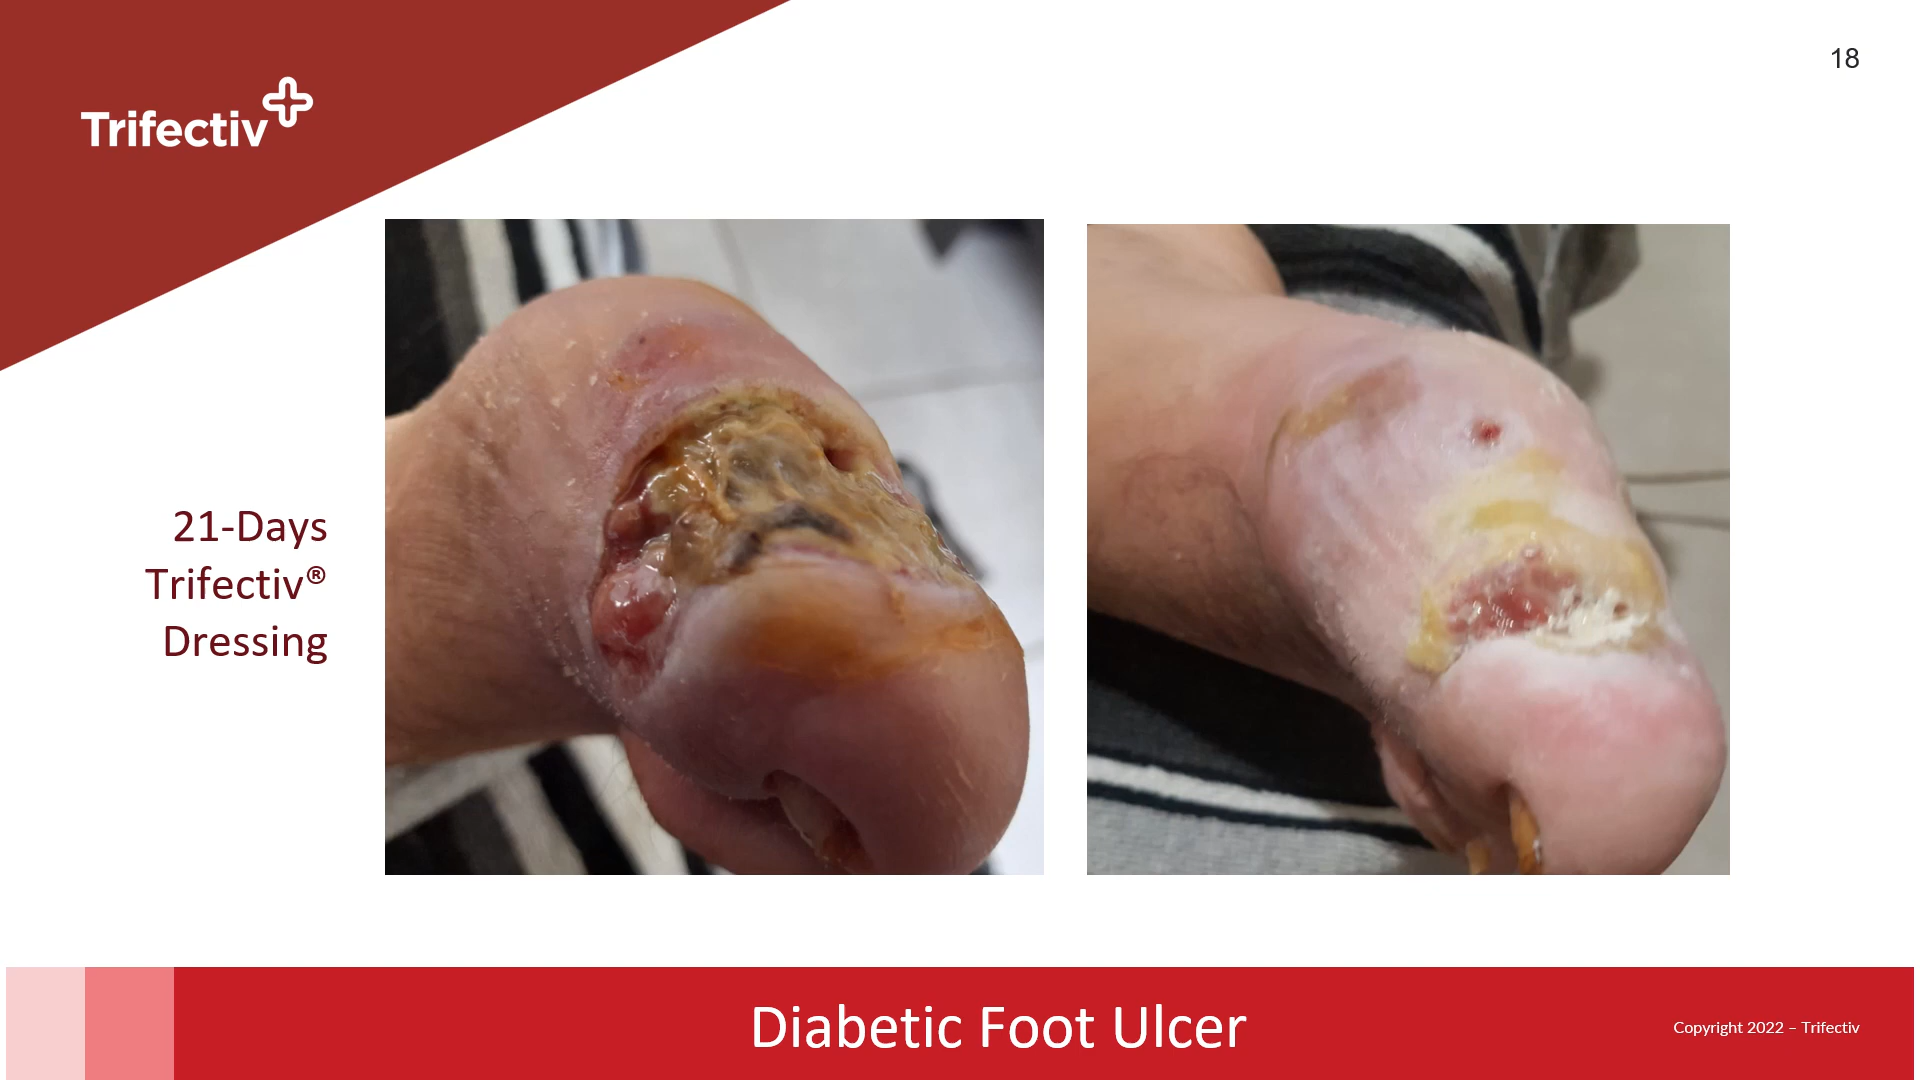 18
Trifectiv
21-Days
Trifectiv®
Dressing
Diabetic Foot Ulcer
Copyright 2022 – Trifectiv